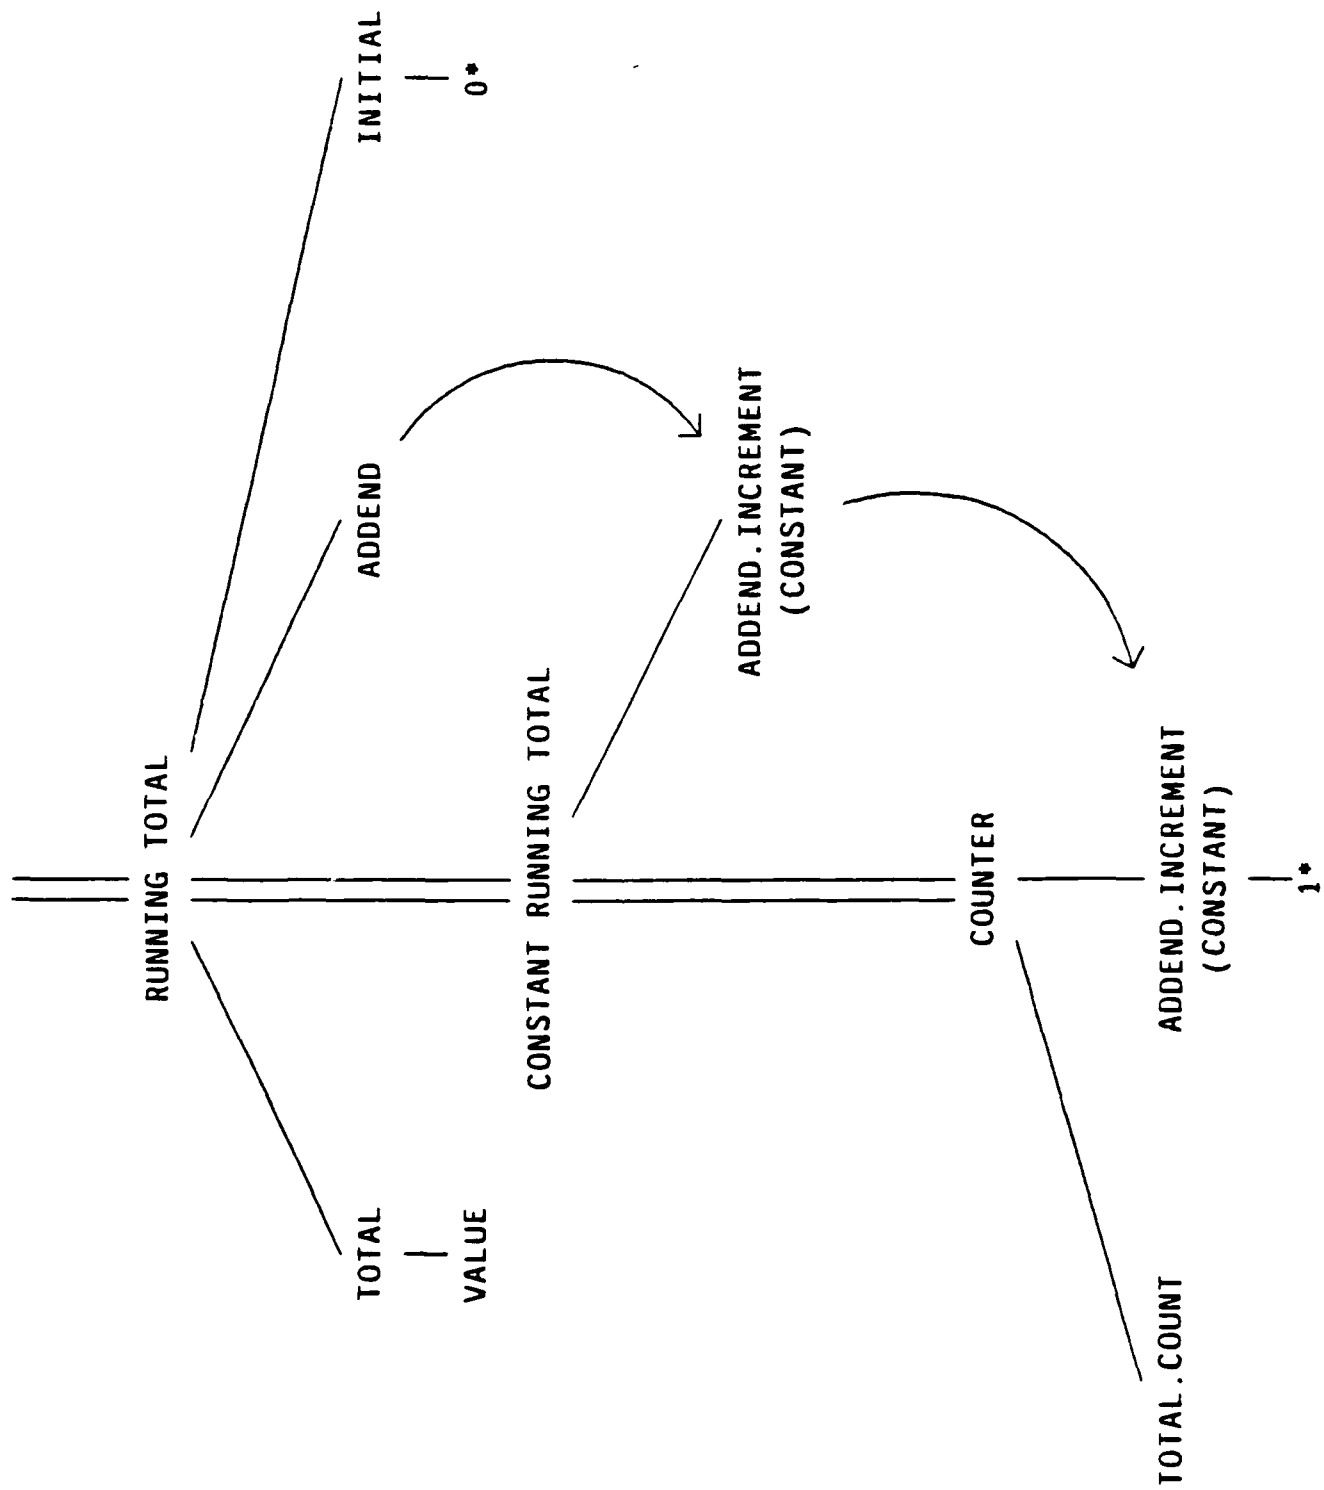 RUNNING TOTAL
TOTAL
VALUE
ADDEND
INITIAL
0*
CONSTANT RUNNING TOTAL
ADDEND.INCREMENT
(CONSTANT)
COUNTER
TOTAL.COUNT
ADDEND.INCREMENT
(CONSTANT)
1*